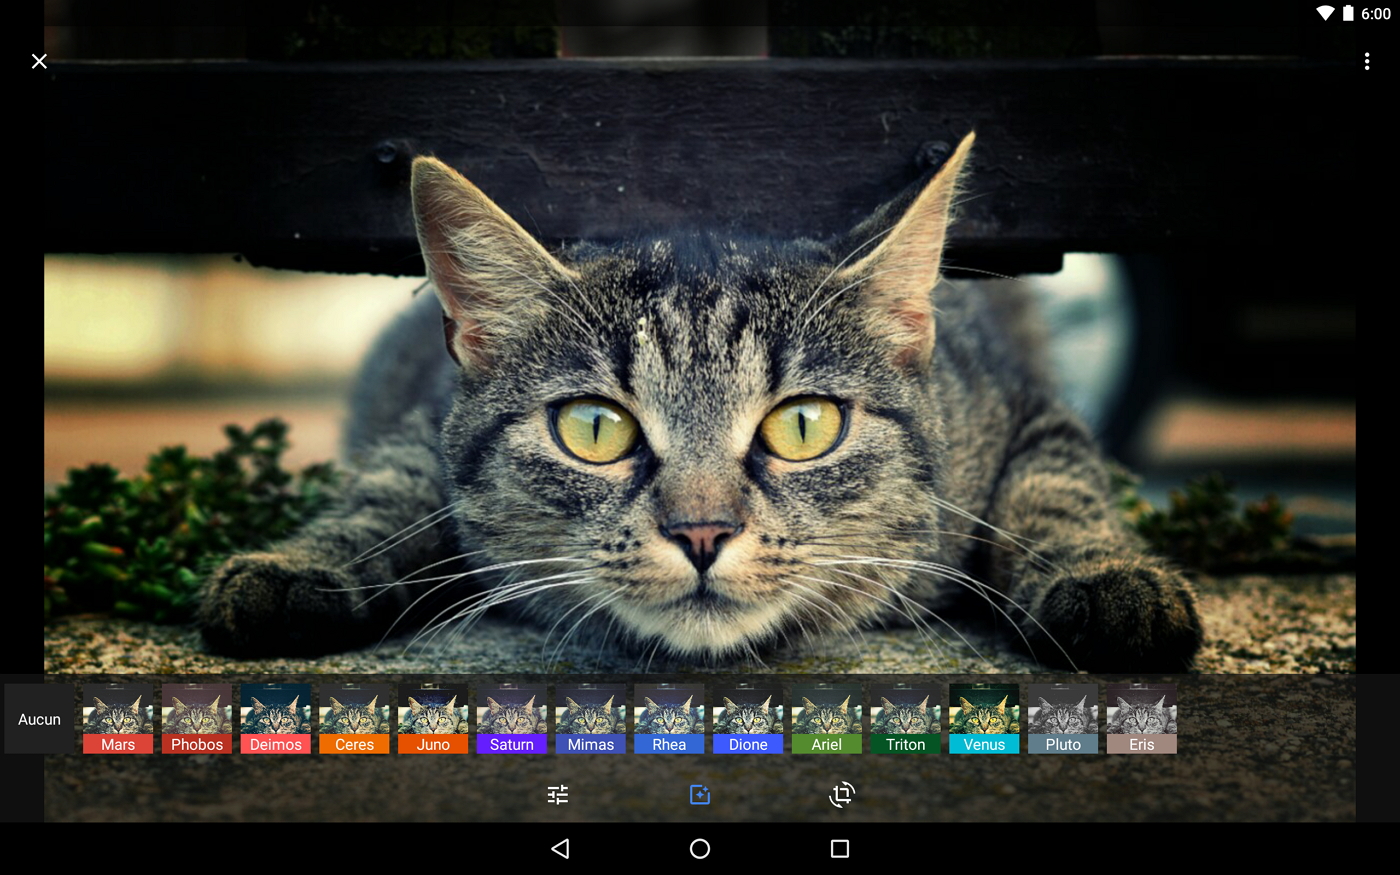 6:00
Aucun
Mars
Phobos
Deimos
Ceres
Juno
Saturn
Mimas
Rhea
Dione
Ariel
Triton
Venus
Pluto
Eris